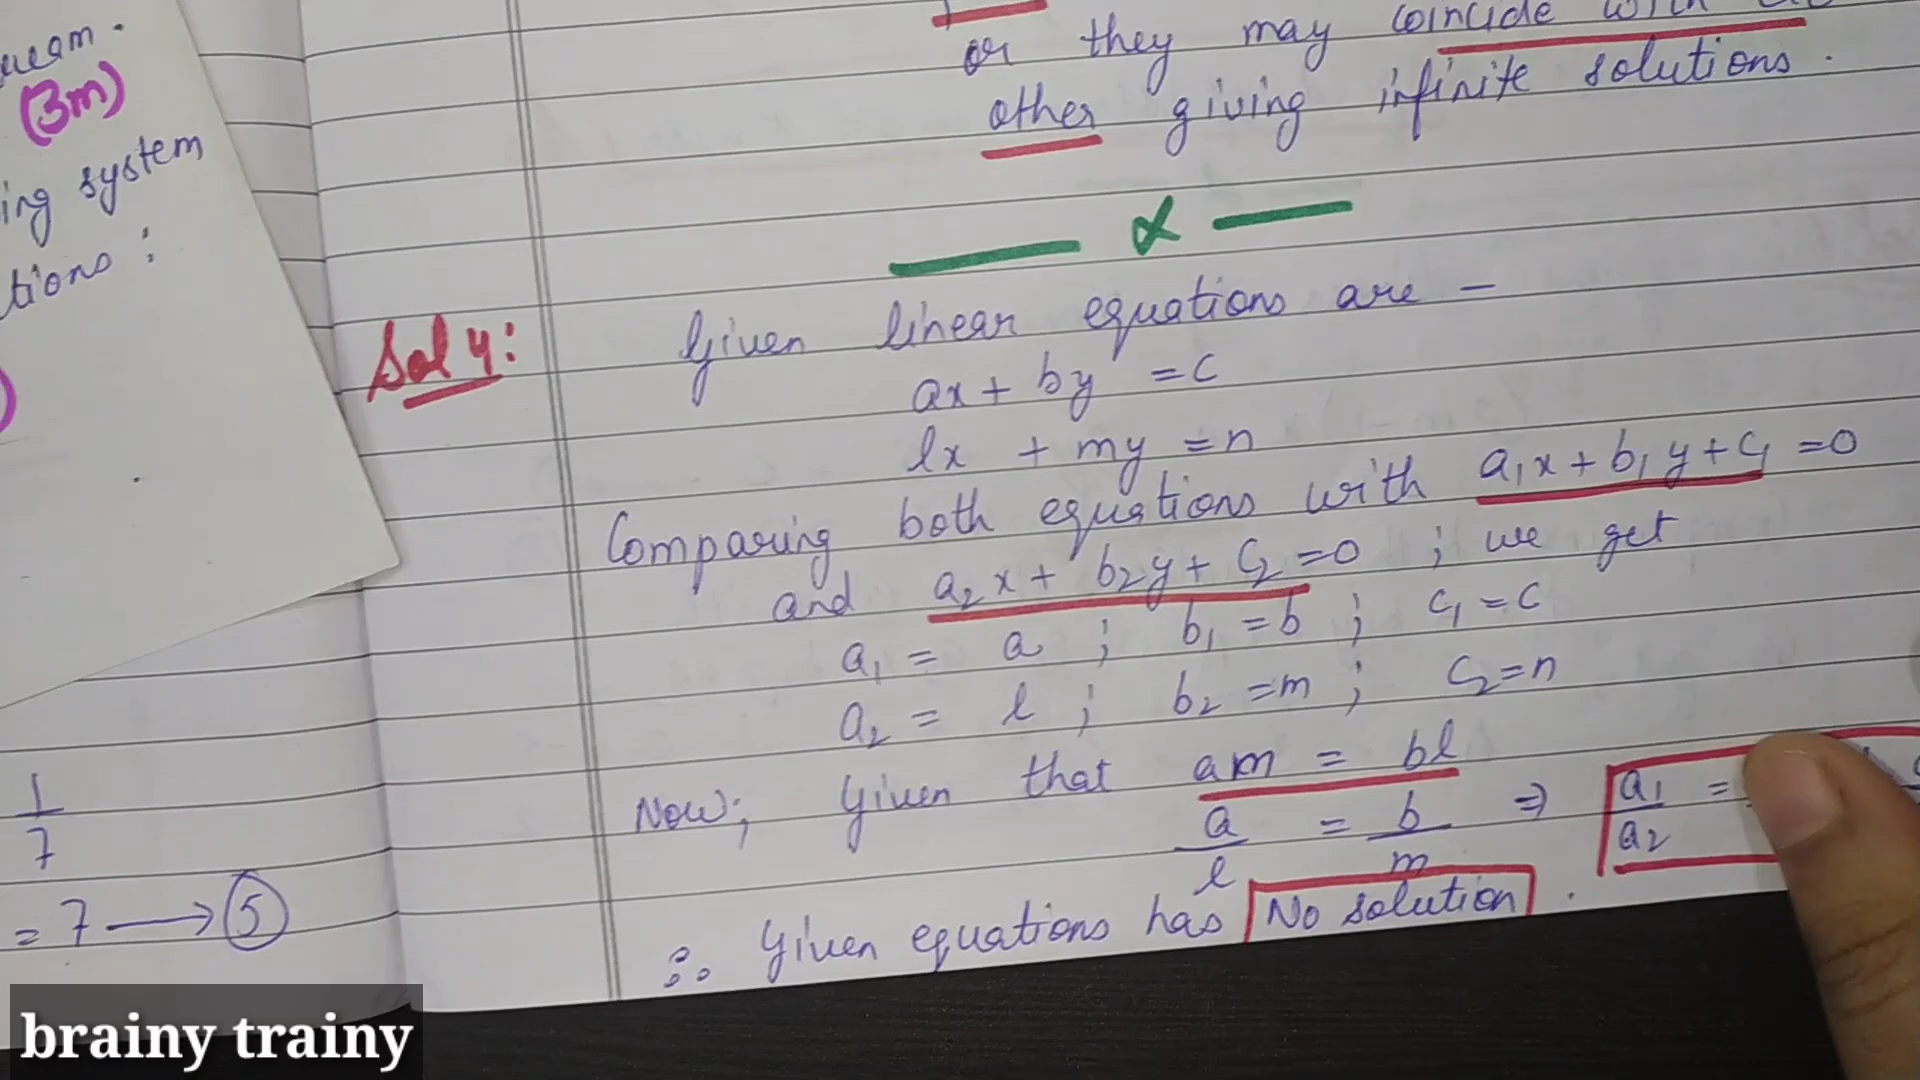 (3m)
ing system
tions :
1/7
= 7 → 5
or they may coincide with
other giving infinite solutions .
Sol 4:
Given linear equations are –
ax + by = c
lx + my = n
Comparing both equations with a₁x + b₁y + c₁ = 0
and a₂x + b₂y + c₂ = 0 ; we get
a₁ = a ; b₁ = b ; c₁ = c
a₂ = l ; b₂ = m ; c₂ = n
Now; Given that am = bl
a/l = b/m ⇒ a₁/a₂ =
∴ Given equations has No solution .
brainy trainy